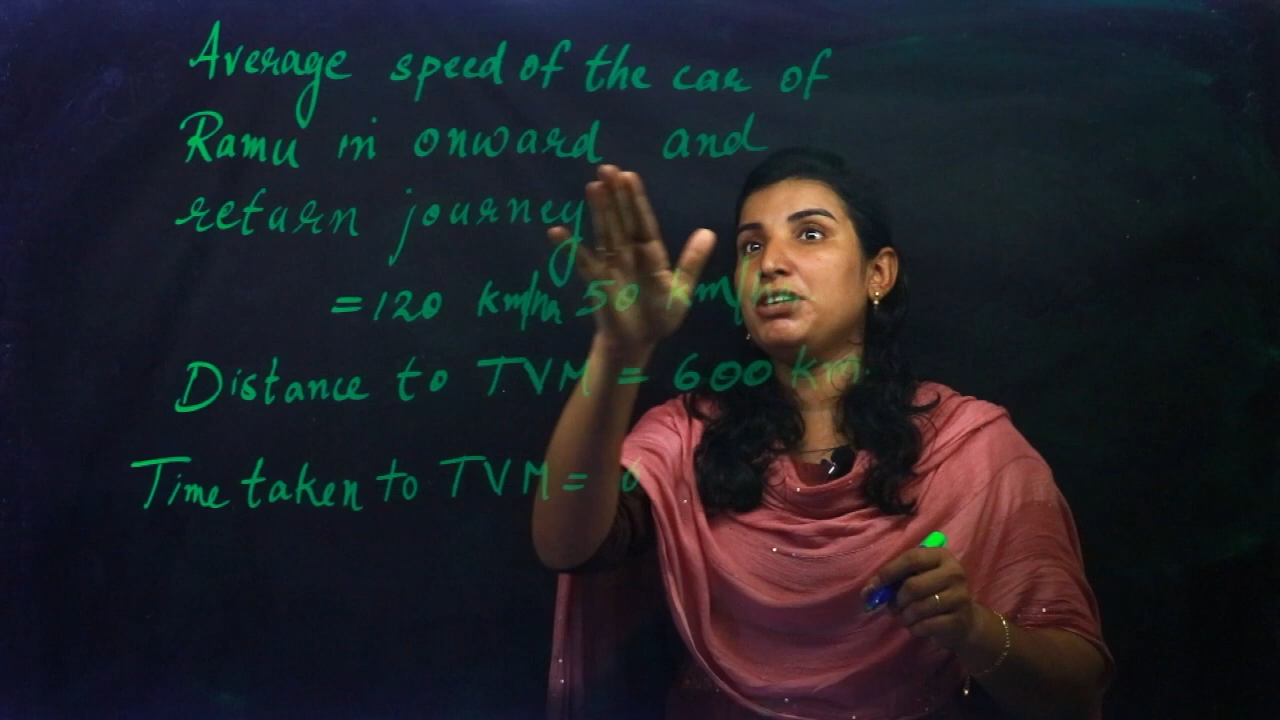 Average speed of the car of
Ramu in onward and
return journey
= 120 km/hr 50 km/h
Distance to TVM = 600 km
Time taken to TVM =